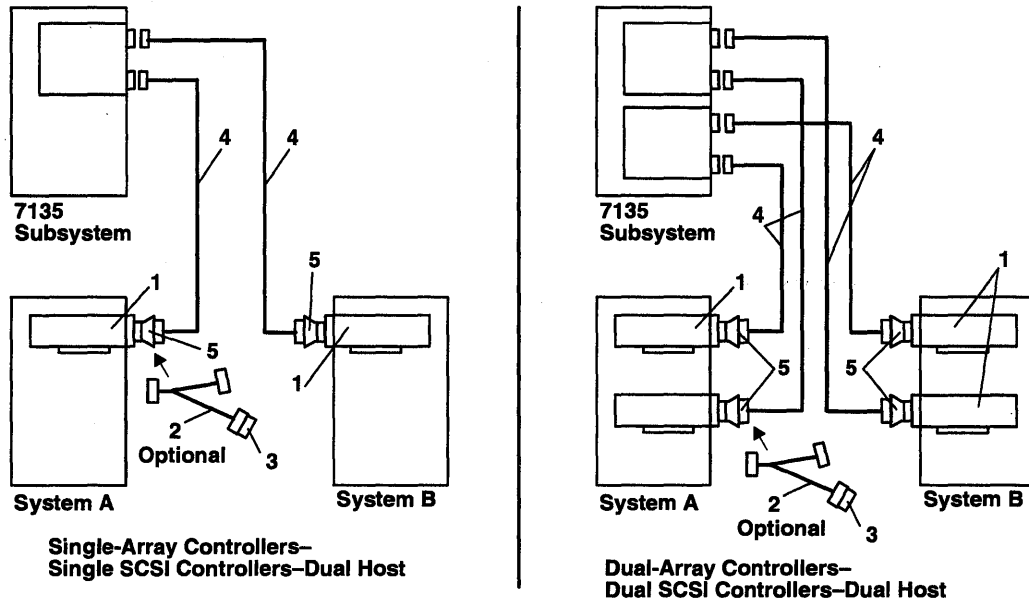 4
4
7135
Subsystem
1
5
5
1
2
Optional
3
System A
System B
Single-Array Controllers–
Single SCSI Controllers–Dual Host
4
7135
Subsystem
4
1
1
5
5
2
Optional
3
System A
System B
Dual-Array Controllers–
Dual SCSI Controllers–Dual Host